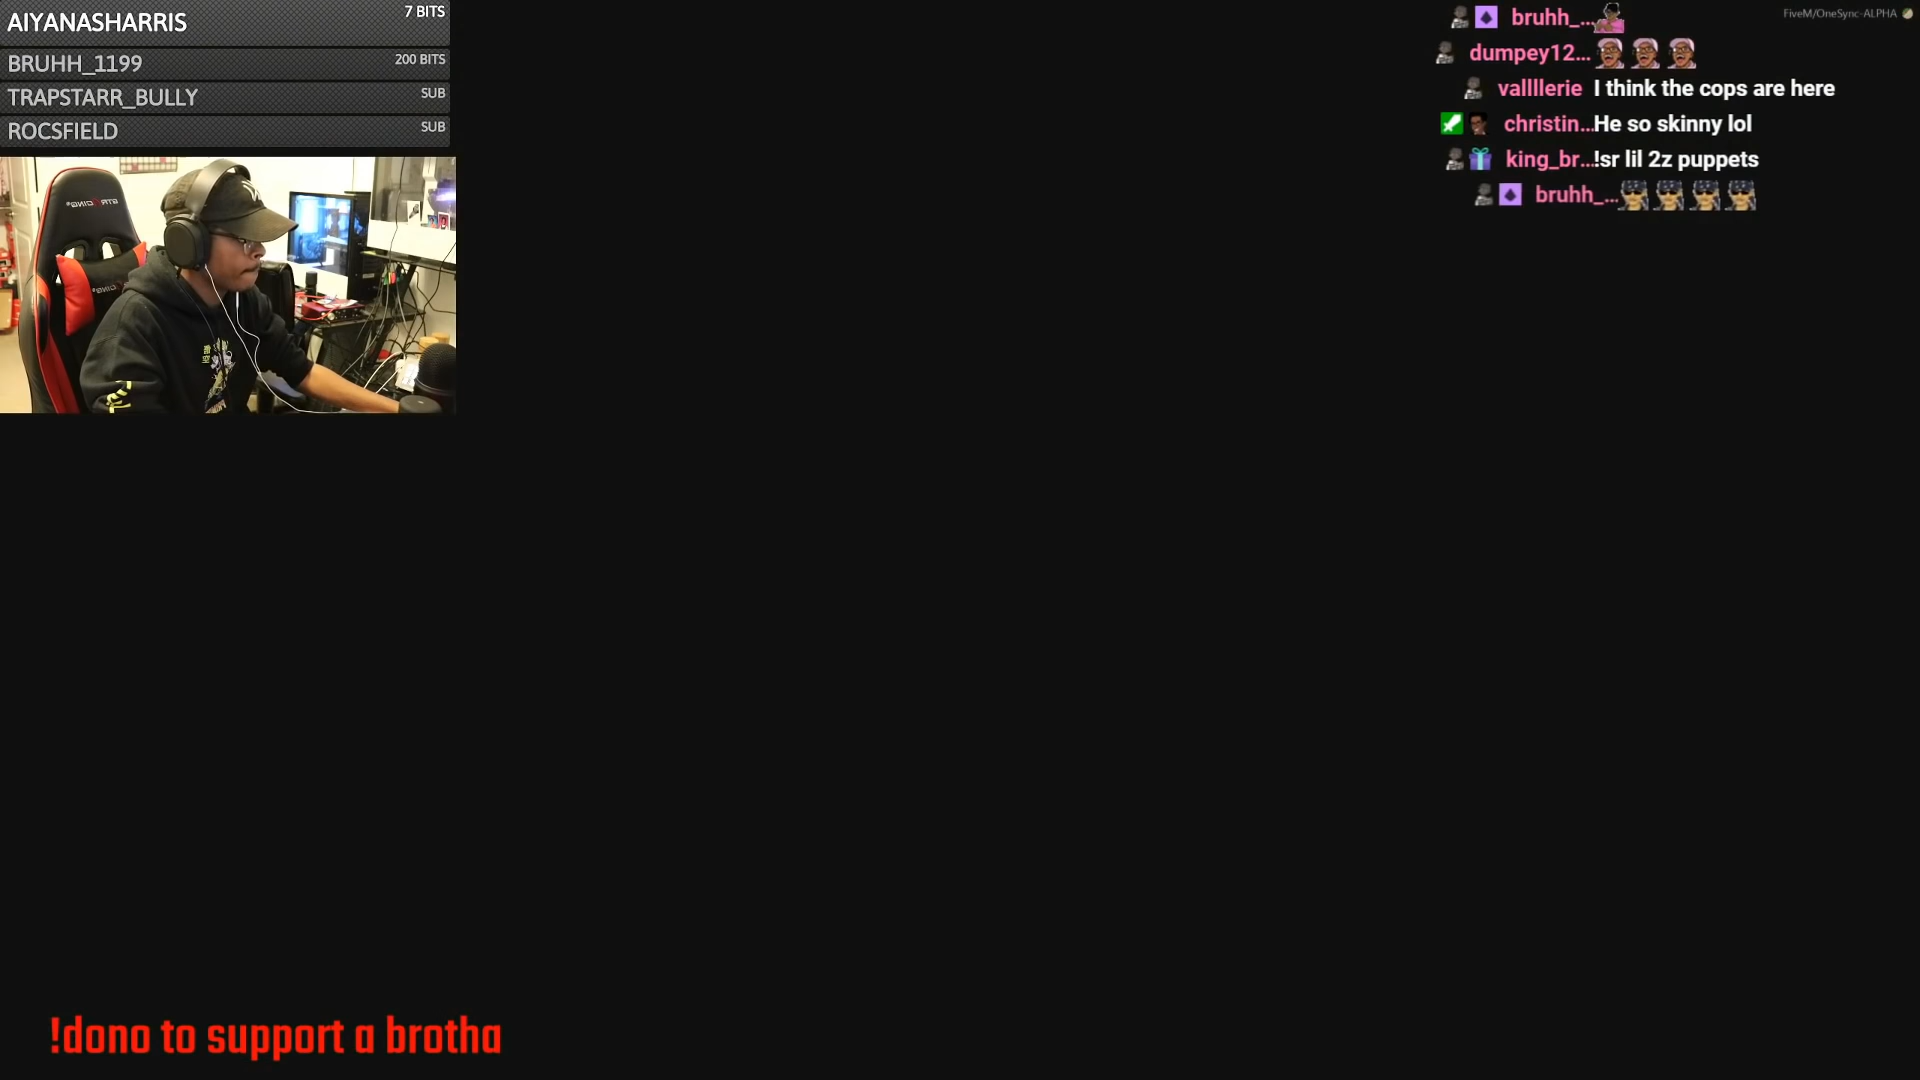 AIYANASHARRIS 7 BITS
BRUHH_1199 200 BITS
TRAPSTARR_BULLY SUB
ROCSFIELD SUB
FiveM/OneSync-ALPHA
bruhh_...
dumpey12...
vallllerie I think the cops are here
christin... He so skinny lol
king_br... !sr lil 2z puppets
bruhh_...
!dono to support a brotha